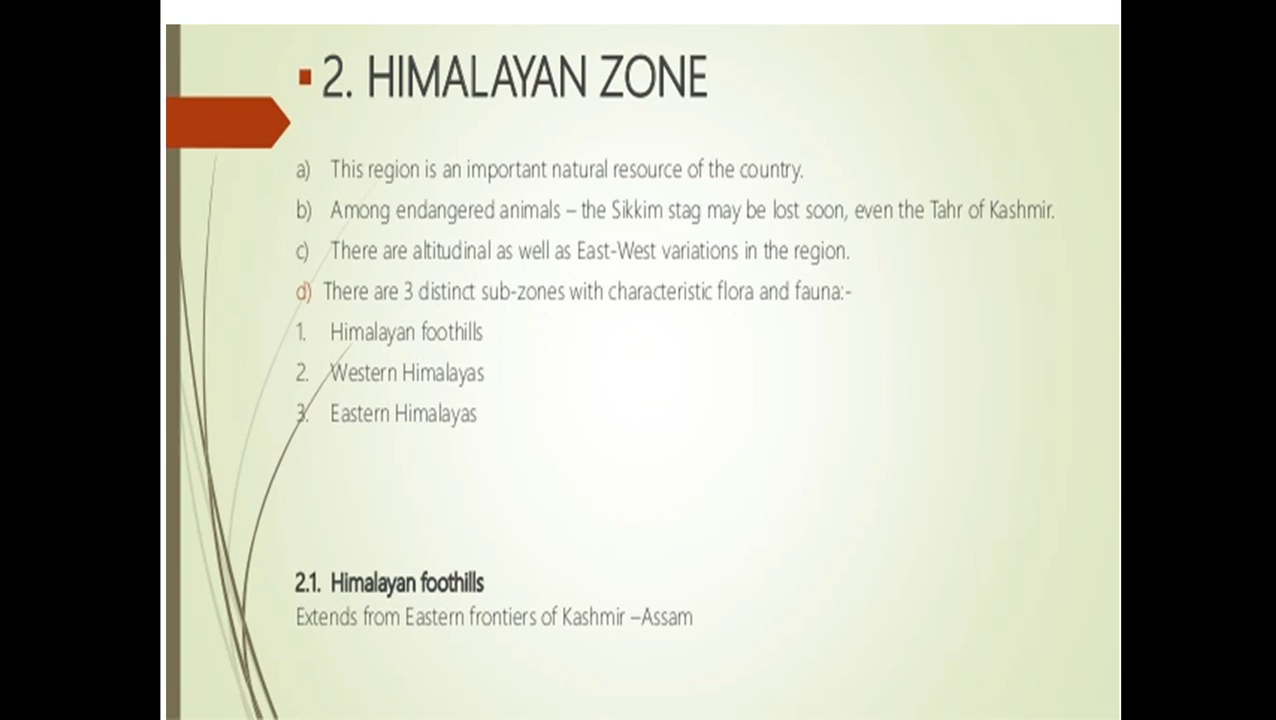 2. HIMALAYAN ZONE
a) This region is an important natural resource of the country.
b) Among endangered animals – the Sikkim stag may be lost soon, even the Tahr of Kashmir.
c) There are altitudinal as well as East-West variations in the region.
d) There are 3 distinct sub-zones with characteristic flora and fauna:-
1. Himalayan foothills
2. Western Himalayas
3. Eastern Himalayas
2.1. Himalayan foothills
Extends from Eastern frontiers of Kashmir –Assam